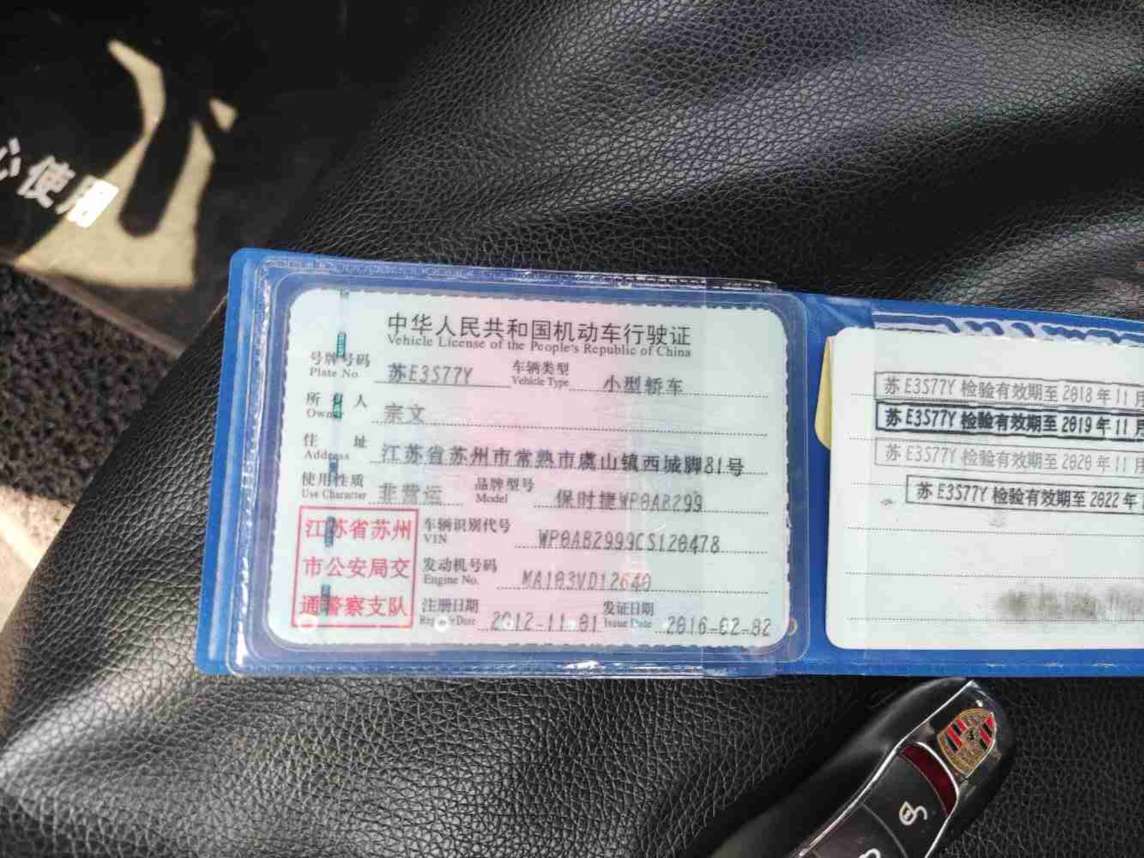 心使用
中华人民共和国机动车行驶证
Vehicle License of the People's Republic of China
号牌号码 苏E3S77Y 车辆类型 小型轿车
Plate No. Vehicle Type
所有人 宗文
Owner
住址 江苏省苏州市常熟市虞山镇西城脚81号
Address
使用性质 非营运 品牌型号 保时捷WP0AB299
Use Character Model
江苏省苏州
市公安局交
通警察支队
车辆识别代号 WP0AB2999CS120478
VIN
发动机号码 MA103VD12640
Engine No.
注册日期 2012-11-01 发证日期 2016-02-02
Register Date Issue Date
苏E3S77Y 检验有效期至2018年11月
苏E3S77Y 检验有效期至2019年11月
苏E3S77Y 检验有效期至2020年11月
苏E3S77Y 检验有效期至2022年